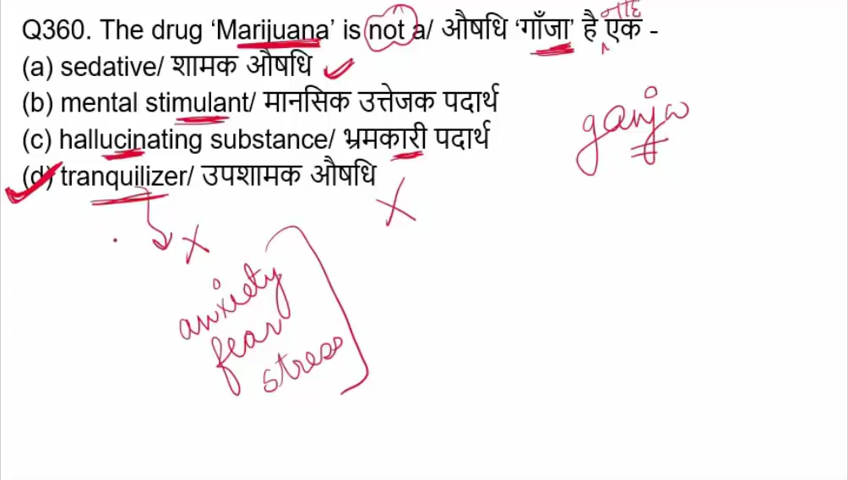 Q360. The drug ‘Marijuana’ is not a/ औषधि ‘गाँजा’ है नहि एक -
(a) sedative/ शामक औषधि
(b) mental stimulant/ मानसिक उत्तेजक पदार्थ
(c) hallucinating substance/ भ्रमकारी पदार्थ
ganja
(d) tranquilizer/ उपशामक औषधि
anxiety
fear
stress